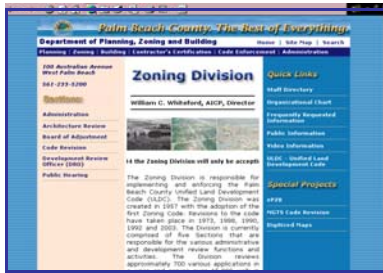 Palm Beach County: The Best of Everything
Department of Planning, Zoning and Building
Home | Site Map | Search
Planning | Zoning | Building | Contractor's Certification | Code Enforcement | Administration
100 Australian Avenue
West Palm Beach
561-233-5200
Sections:
Administration
Architecture Review
Board of Adjustment
Code Revision
Development Review
Officer (DRO)
Public Hearing
Zoning Division
William C. Whiteford, AICP, Director
the Zoning Division will only be accepti
The Zoning Division is responsible for
implementing and enforcing the Palm
Beach County Unified Land Development
Code (ULDC). The Zoning Division was
created in 1957 with the adoption of the
first Zoning Code. Revisions to the code
have taken place in 1973, 1988, 1990,
1992 and 2003. The Division is currently
comprised of five Sections that are
responsible for the various administrative
and development review functions and
activities. The Division reviews
approximately 700 various applications in
Quick Links
Staff Directory
Organizational Chart
Frequently Requested
Information
Public Information
Video Information
ULDC - Unified Land
Development Code
Special Projects
ePZB
MGTS Code Revision
Digitized Maps